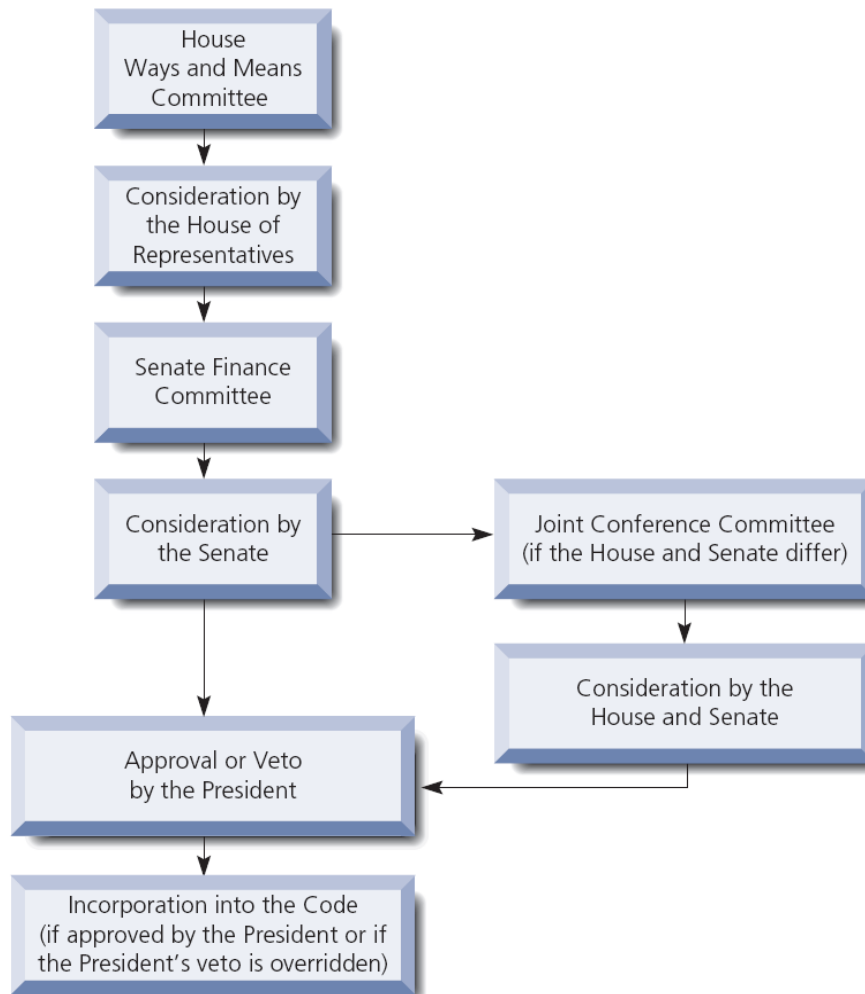 House
Ways and Means
Committee
Consideration by
the House of
Representatives
Senate Finance
Committee
Consideration by
the Senate
Joint Conference Committee
(if the House and Senate differ)
Consideration by the
House and Senate
Approval or Veto
by the President
Incorporation into the Code
(if approved by the President or if
the President’s veto is overridden)